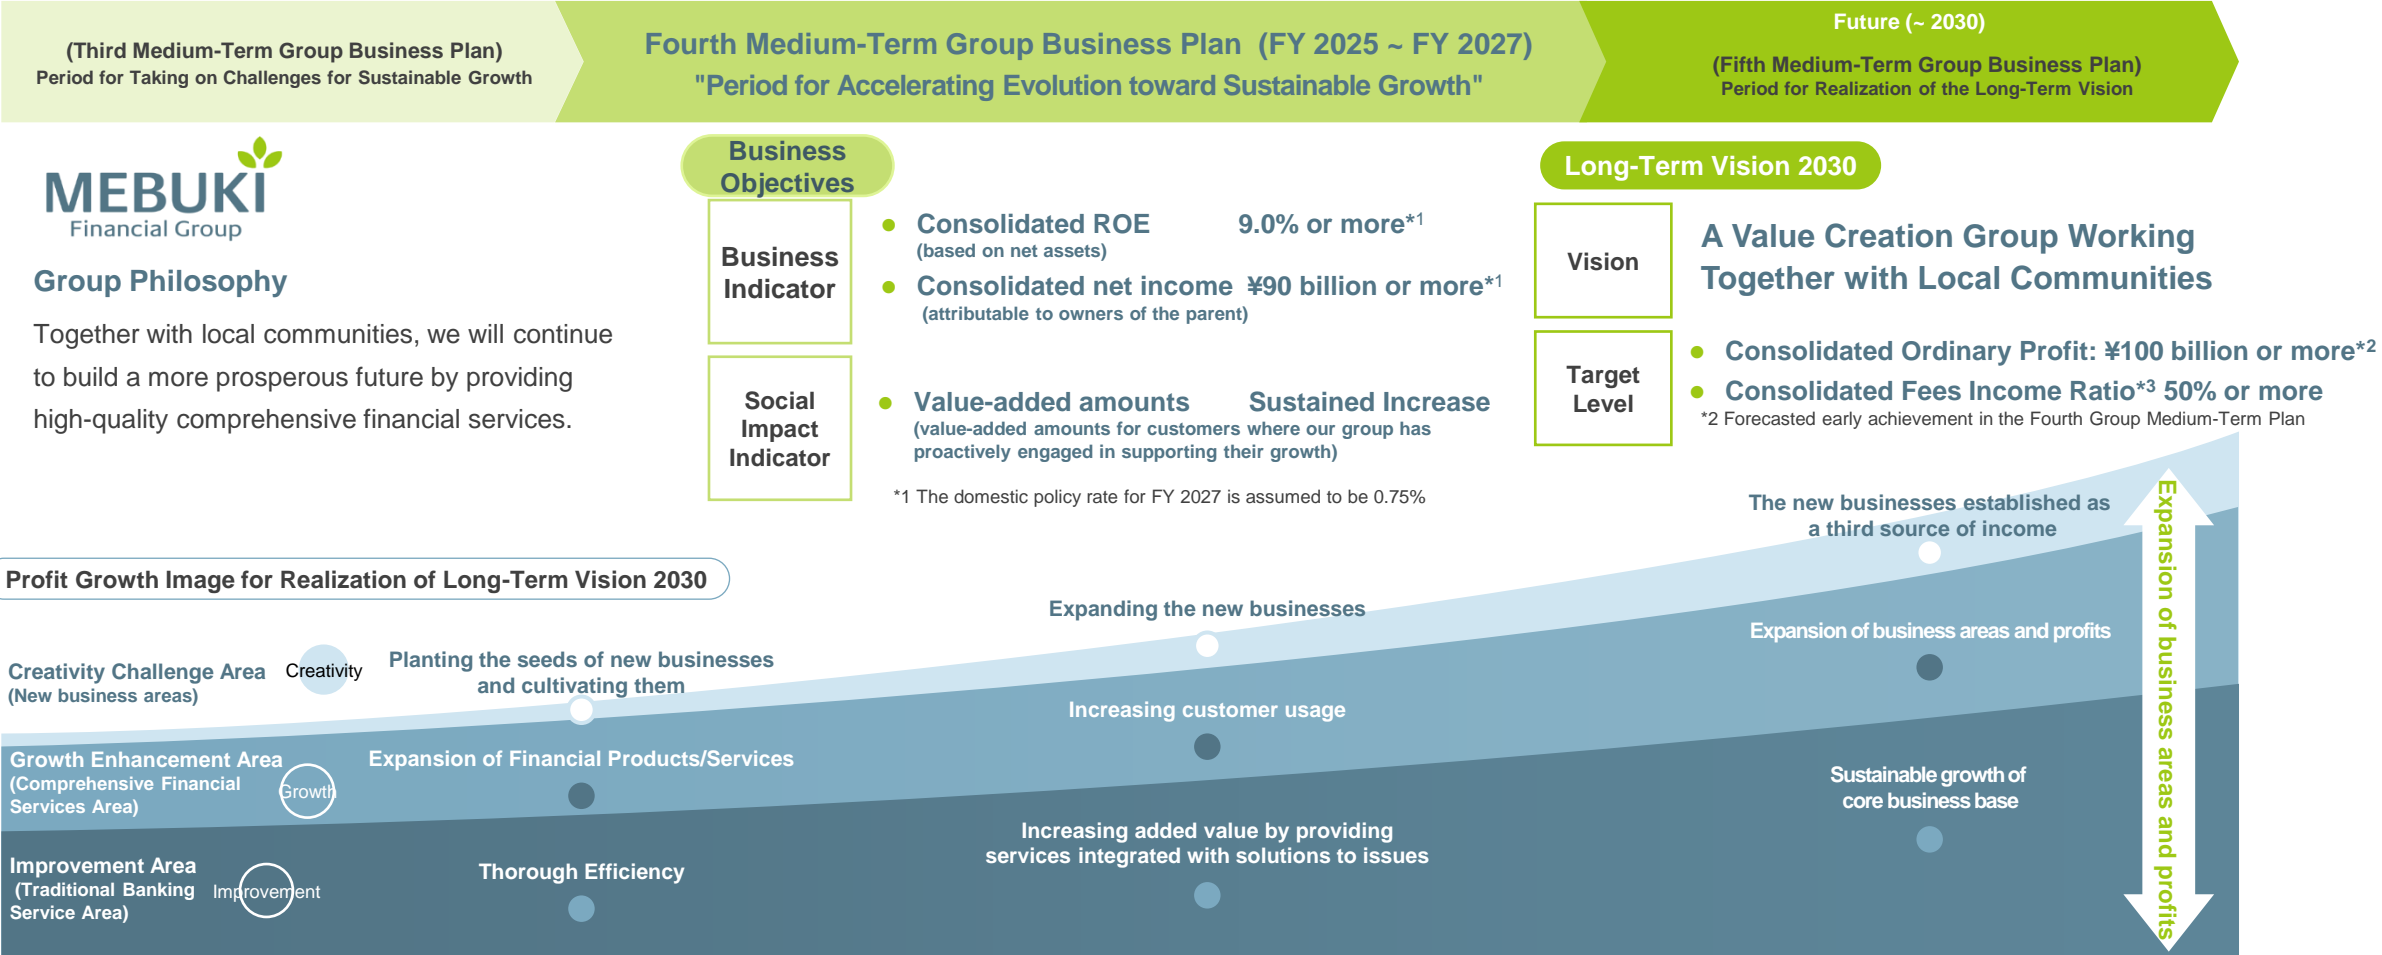 (Third Medium-Term Group Business Plan)
Period for Taking on Challenges for Sustainable Growth
Fourth Medium-Term Group Business Plan (FY 2025 ~ FY 2027)
"Period for Accelerating Evolution toward Sustainable Growth"
Future (~ 2030)
(Fifth Medium-Term Group Business Plan)
Period for Realization of the Long-Term Vision
MEBUKI
Financial Group
Group Philosophy
Together with local communities, we will continue
to build a more prosperous future by providing
high-quality comprehensive financial services.
Business
Objectives
Business
Indicator
Consolidated ROE 9.0% or more*1
(based on net assets)
Consolidated net income ¥90 billion or more*1
(attributable to owners of the parent)
Social
Impact
Indicator
Value-added amounts Sustained Increase
(value-added amounts for customers where our group has
proactively engaged in supporting their growth)
*1 The domestic policy rate for FY 2027 is assumed to be 0.75%
Long-Term Vision 2030
Vision
A Value Creation Group Working
Together with Local Communities
Target
Level
Consolidated Ordinary Profit: ¥100 billion or more*2
Consolidated Fees Income Ratio*3 50% or more
*2 Forecasted early achievement in the Fourth Group Medium-Term Plan
Profit Growth Image for Realization of Long-Term Vision 2030
Creativity Challenge Area
(New business areas)
Creativity
Planting the seeds of new businesses
and cultivating them
Expanding the new businesses
The new businesses established as
a third source of income
Growth Enhancement Area
(Comprehensive Financial
Services Area)
Growth
Expansion of Financial Products/Services
Increasing customer usage
Expansion of business areas and profits
Improvement Area
(Traditional Banking
Service Area)
Improvement
Thorough Efficiency
Increasing added value by providing
services integrated with solutions to issues
Sustainable growth of
core business base
Expansion of business areas and profits